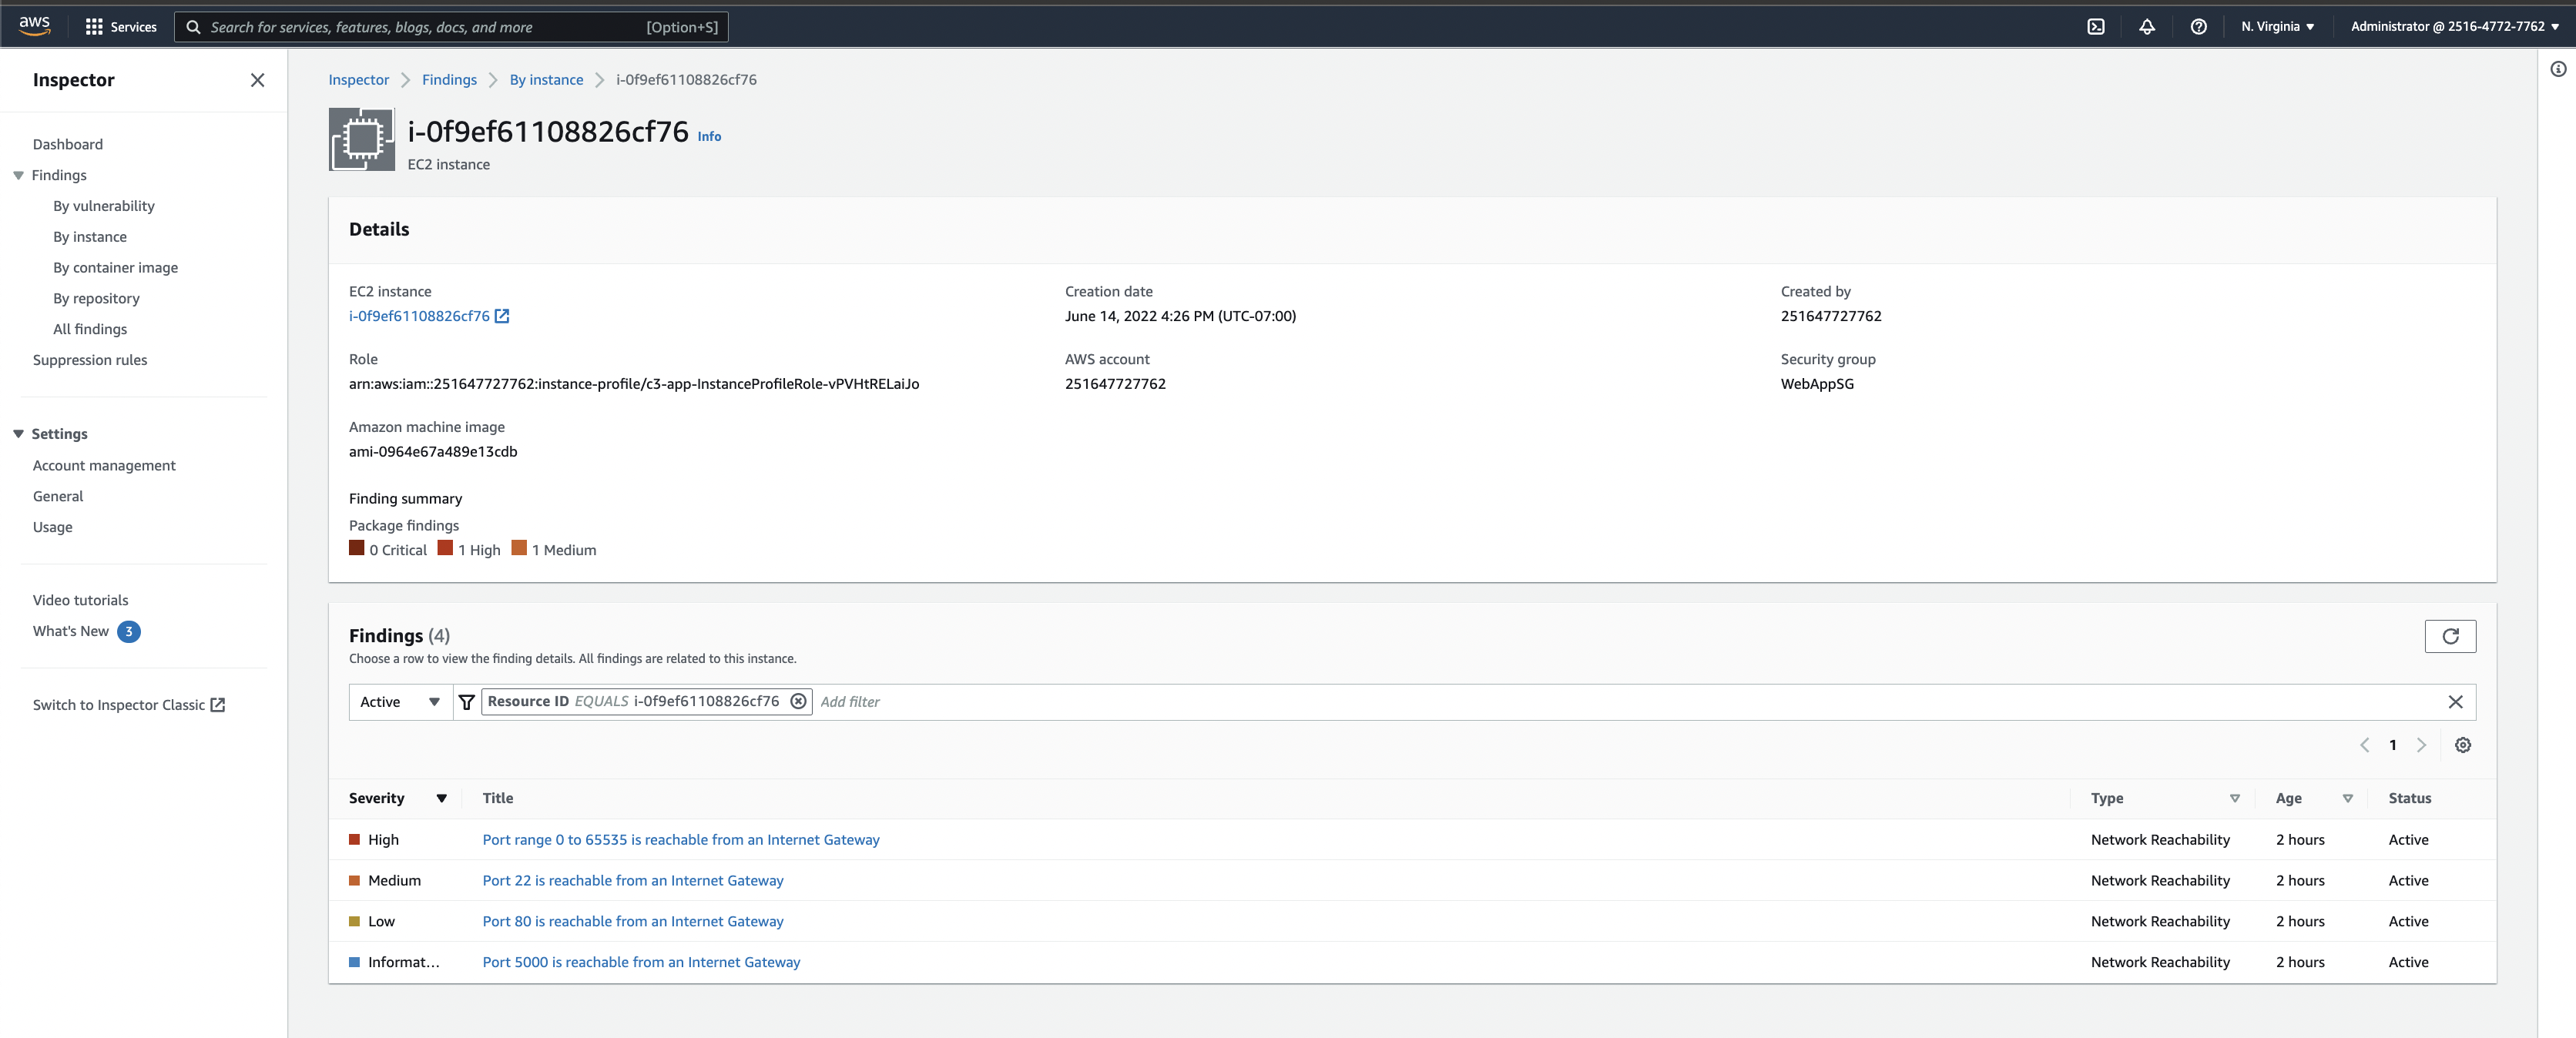 aws
Services
Search for services, features, blogs, docs, and more [Option+S]
N. Virginia
Administrator @ 2516-4772-7762
Inspector
Dashboard
Findings
By vulnerability
By instance
By container image
By repository
All findings
Suppression rules
Settings
Account management
General
Usage
Video tutorials
What's New 3
Switch to Inspector Classic
Inspector Findings By instance i-0f9ef61108826cf76
i-0f9ef61108826cf76 Info
EC2 instance
Details
EC2 instance
i-0f9ef61108826cf76
Creation date
June 14, 2022 4:26 PM (UTC-07:00)
Created by
251647727762
Role
arn:aws:iam::251647727762:instance-profile/c3-app-InstanceProfileRole-vPVHtRELaiJo
AWS account
251647727762
Security group
WebAppSG
Amazon machine image
ami-0964e67a489e13cdb
Finding summary
Package findings
0 Critical 1 High 1 Medium
Findings (4)
Choose a row to view the finding details. All findings are related to this instance.
Active Resource ID EQUALS i-0f9ef61108826cf76 Add filter
1
Severity Title Type Age Status
High Port range 0 to 65535 is reachable from an Internet Gateway Network Reachability 2 hours Active
Medium Port 22 is reachable from an Internet Gateway Network Reachability 2 hours Active
Low Port 80 is reachable from an Internet Gateway Network Reachability 2 hours Active
Informat... Port 5000 is reachable from an Internet Gateway Network Reachability 2 hours Active